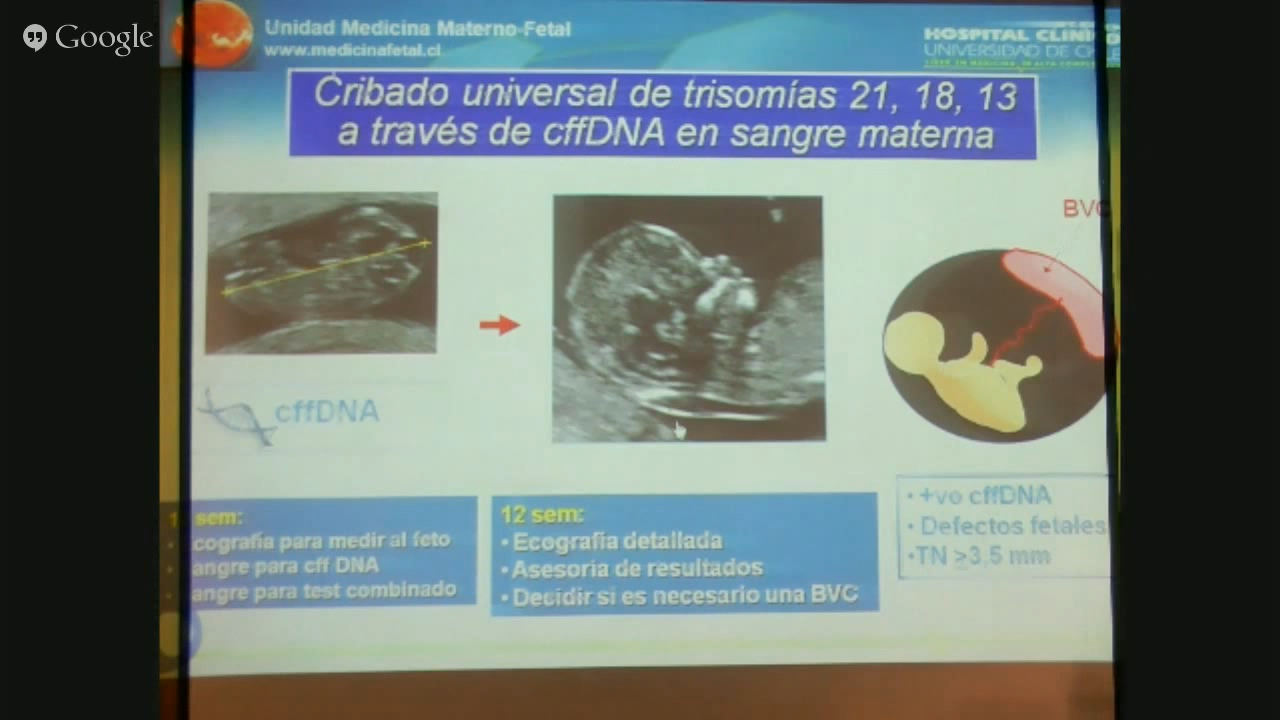 Google
Unidad Medicina Materno-Fetal
www.medicinafetal.cl
HOSPITAL CLINICO
UNIVERSIDAD DE CHILE
Cribado universal de trisomías 21, 18, 13
a través de cffDNA en sangre materna
BVC
cffDNA
sem:
cografia para medir al feto
angre para cff DNA
angre para test combinado
12 sem:
• Ecografía detallada
• Asesoria de resultados
• Decidir si es necesario una BVC
• +ve cffDNA
• Defectos fetales
•TN ≥3,5 mm